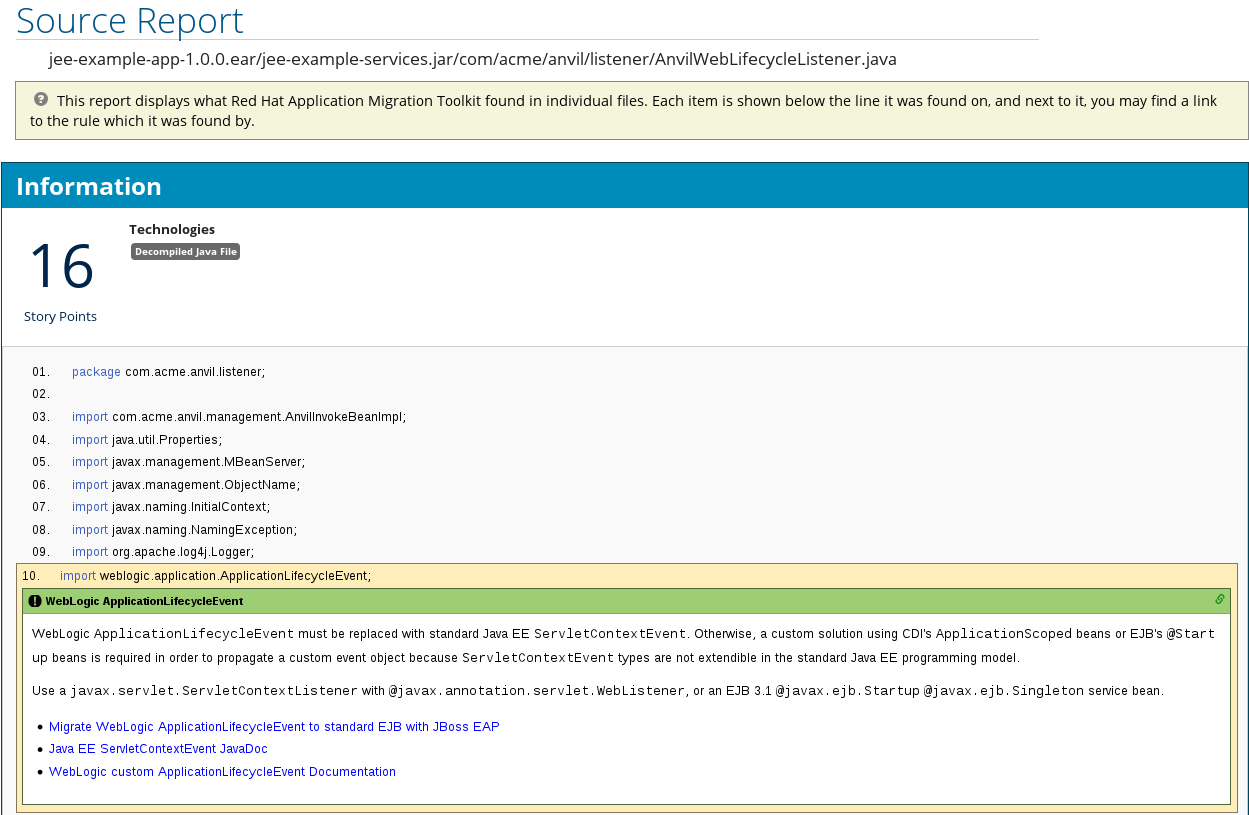 Source Report
jee-example-app-1.0.0.ear/jee-example-services.jar/com/acme/anvil/listener/AnvilWebLifecycleListener.java
This report displays what Red Hat Application Migration Toolkit found in individual files. Each item is shown below the line it was found on, and next to it, you may find a link
to the rule which it was found by.
Information
16
Story Points
Technologies
Decompiled Java File
01. package com.acme.anvil.listener;
02.
03. import com.acme.anvil.management.AnvilInvokeBeanImpl;
04. import java.util.Properties;
05. import javax.management.MBeanServer;
06. import javax.management.ObjectName;
07. import javax.naming.InitialContext;
08. import javax.naming.NamingException;
09. import org.apache.log4j.Logger;
10. import weblogic.application.ApplicationLifecycleEvent;
WebLogic ApplicationLifecycleEvent
WebLogic ApplicationLifecycleEvent must be replaced with standard Java EE ServletContextEvent. Otherwise, a custom solution using CDI's ApplicationScoped beans or EJB's @Start
up beans is required in order to propagate a custom event object because ServletContextEvent types are not extendible in the standard Java EE programming model.
Use a javax.servlet.ServletContextListener with @javax.annotation.servlet.WebListener, or an EJB 3.1 @javax.ejb.Startup @javax.ejb.Singleton service bean.
• Migrate WebLogic ApplicationLifecycleEvent to standard EJB with JBoss EAP
• Java EE ServletContextEvent JavaDoc
• WebLogic custom ApplicationLifecycleEvent Documentation